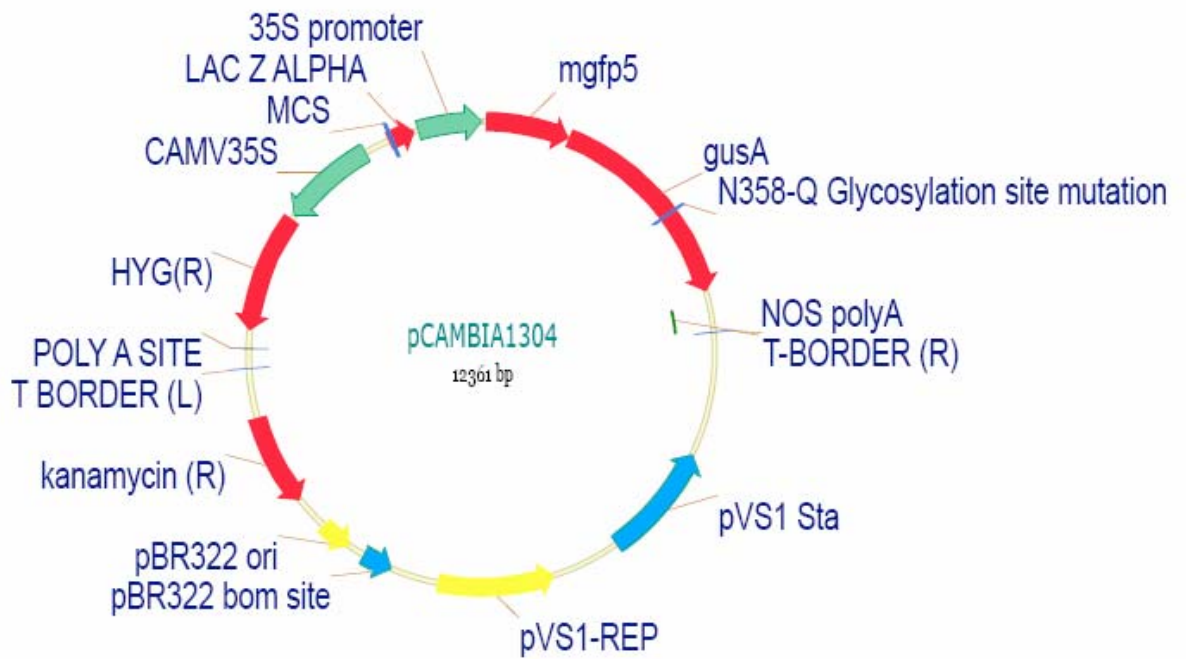 35S promoter
LAC Z ALPHA
MCS
CAMV35S
HYG(R)
POLY A SITE
T BORDER (L)
kanamycin (R)
pBR322 ori
pBR322 bom site
pVS1-REP
pVS1 Sta
NOS polyA
T-BORDER (R)
N358-Q Glycosylation site mutation
gusA
mgfp5
pCAMBIA1304
12361 bp